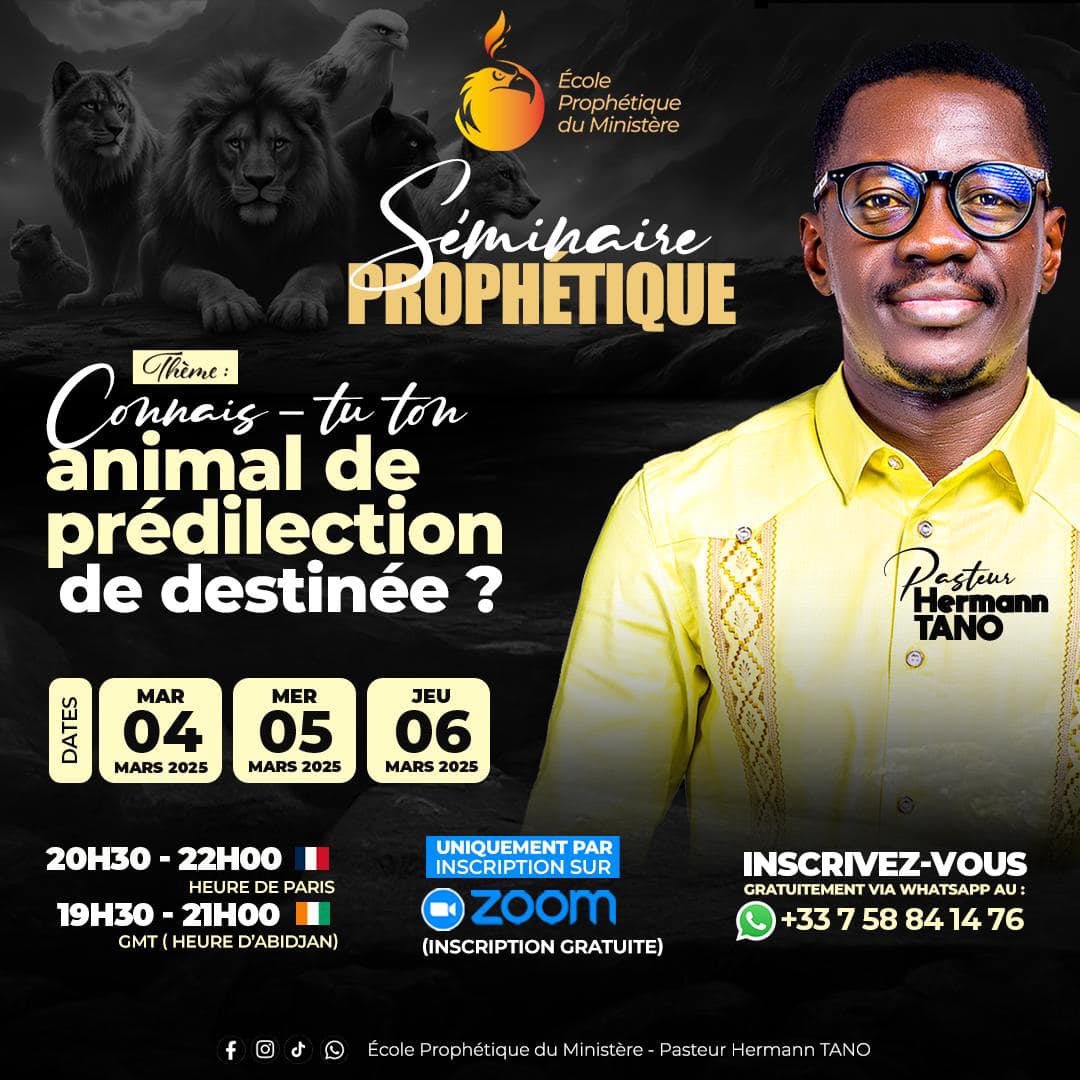 École
Prophétique
du Ministère
Séminaire
PROPHÉTIQUE
Thème :
Connais - tu ton
animal de
prédilection
de destinée ?
Pasteur
Hermann
TANO
DATES
MAR
04
MARS 2025
MER
05
MARS 2025
JEU
06
MARS 2025
20H30 - 22H00
HEURE DE PARIS
19H30 - 21H00
GMT ( HEURE D'ABIDJAN)
UNIQUEMENT PAR
INSCRIPTION SUR
zoom
(INSCRIPTION GRATUITE)
INSCRIVEZ-VOUS
GRATUITEMENT VIA WHATSAPP AU :
+33 7 58 84 14 76
École Prophétique du Ministère - Pasteur Hermann TANO